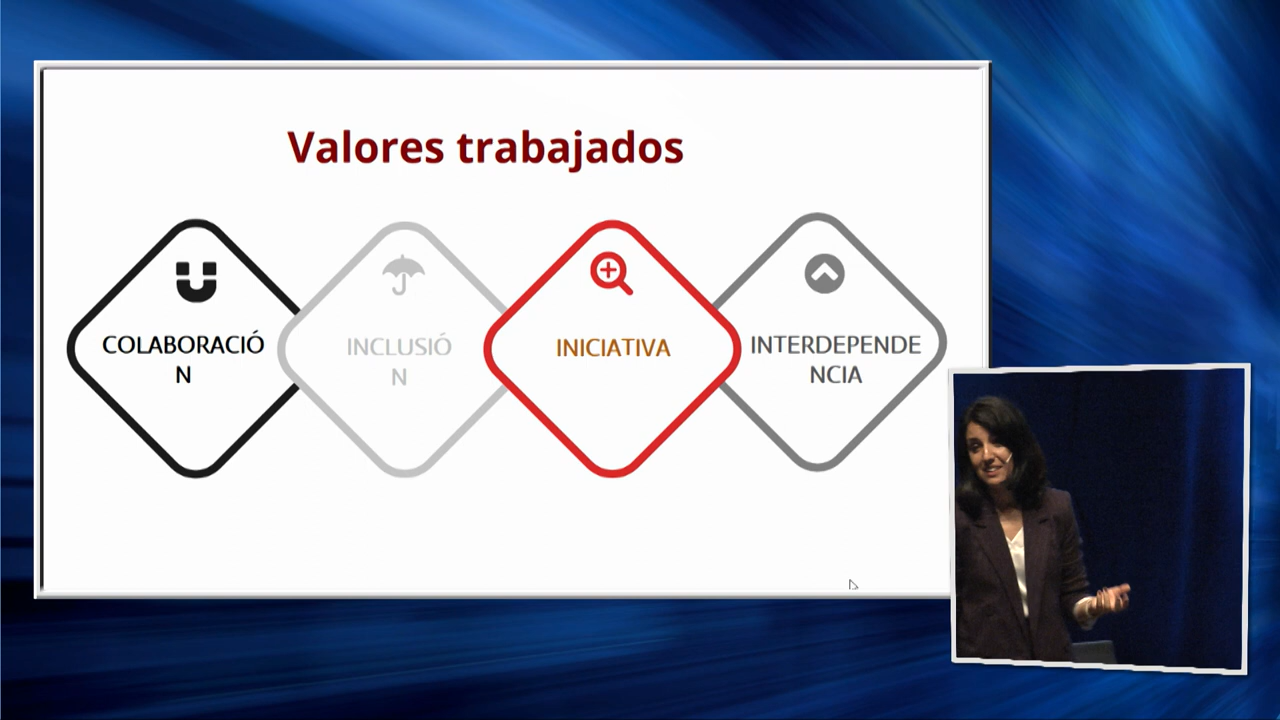 Valores trabajados
COLABORACIÓ
N
INCLUSIÓ
N
INICIATIVA
INTERDEPENDE
NCIA